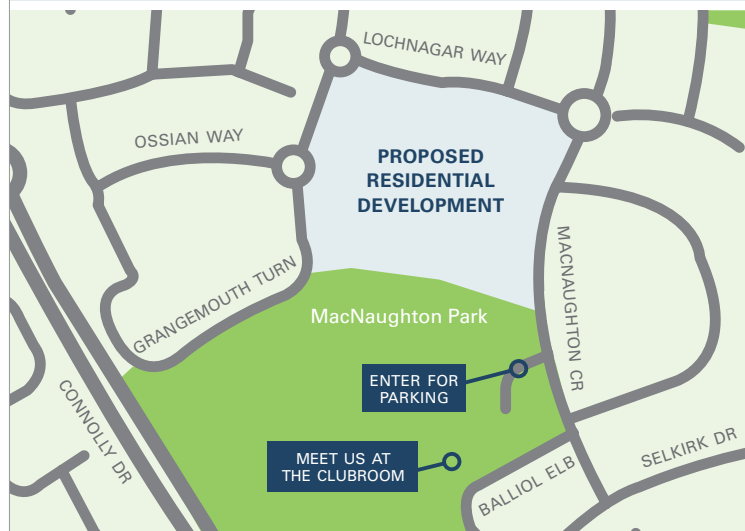 LOCHNAGAR WAY
OSSIAN WAY
PROPOSED
RESIDENTIAL
DEVELOPMENT
GRANGEMOUTH TURN
MACNAUGHTON CR
MacNaughton Park
ENTER FOR
PARKING
CONNOLLY DR
MEET US AT
THE CLUBROOM
BALLIOL ELB
SELKIRK DR